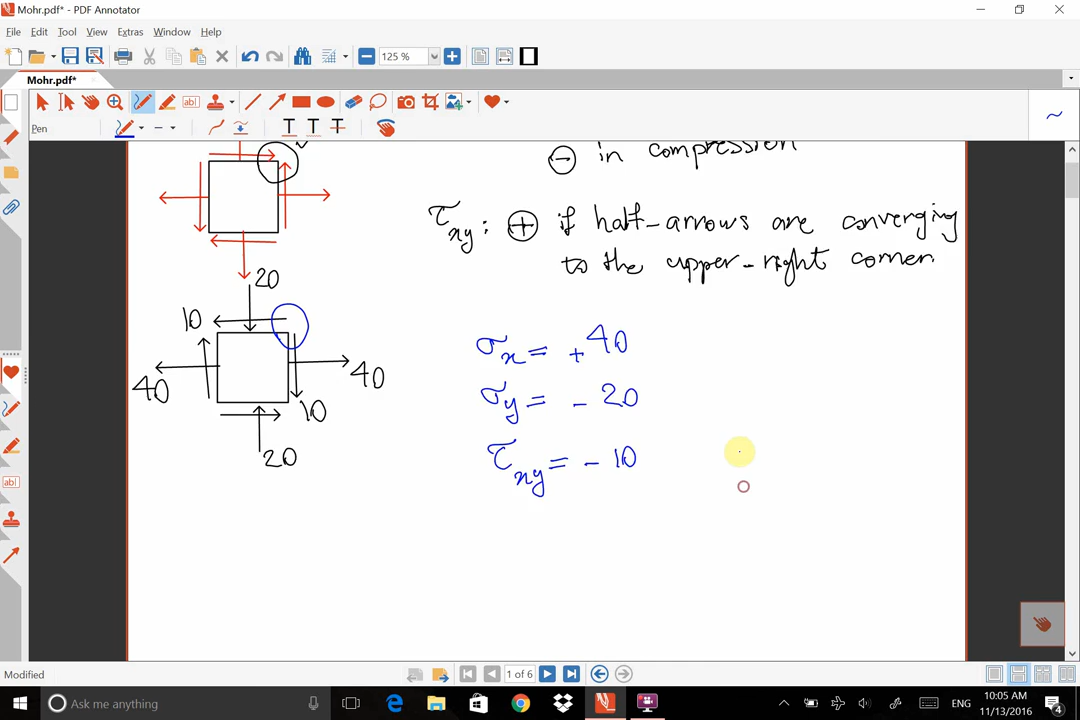 Mohr.pdf* - PDF Annotator
File Edit Tool View Extras Window Help
125 %
Mohr.pdf*
Pen
⊖ in compression
τxy: ⊕ if half-arrows are converging
to the upper-right corner.
20
10
40
40
10
20
σx = +40
σy = - 20
τxy = - 10
Modified
1 of 6
Ask me anything
ENG
10:05 AM
11/13/2016
4